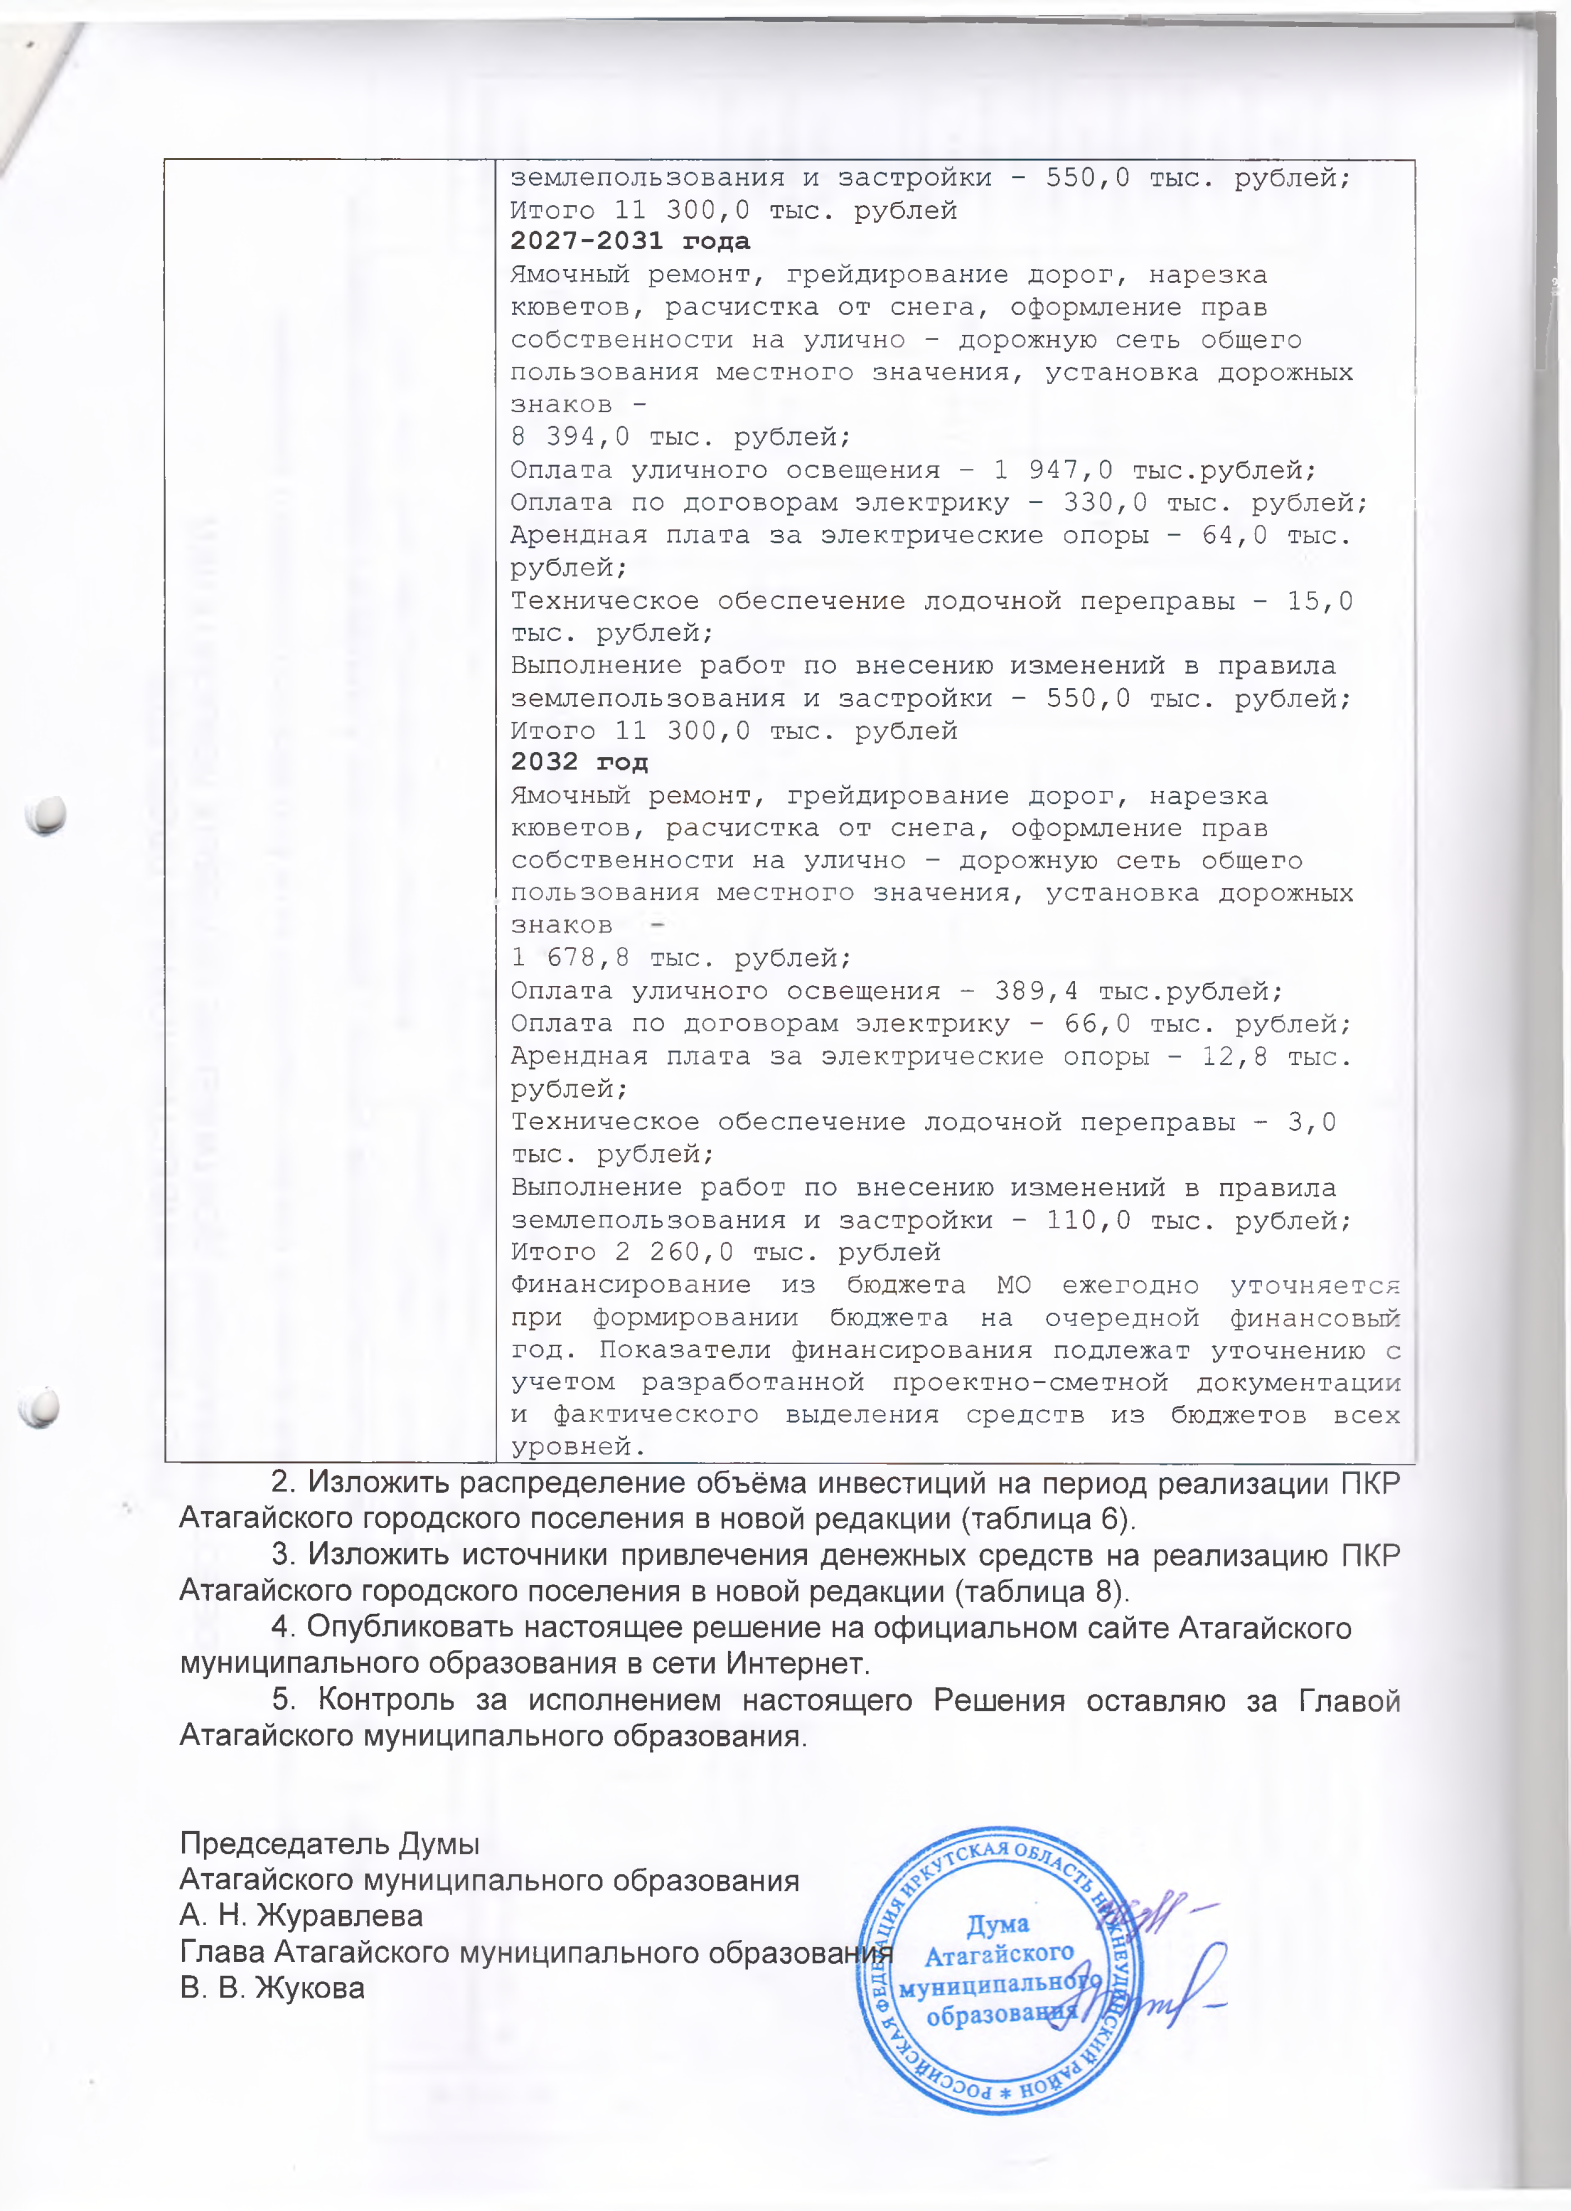 землепользования и застройки – 550,0 тыс. рублей;
Итого 11 300,0 тыс. рублей
2027-2031 года
Ямочный ремонт, грейдирование дорог, нарезка
кюветов, расчистка от снега, оформление прав
собственности на улично – дорожную сеть общего
пользования местного значения, установка дорожных
знаков –
8 394,0 тыс. рублей;
Оплата уличного освещения – 1 947,0 тыс.рублей;
Оплата по договорам электрику – 330,0 тыс. рублей;
Арендная плата за электрические опоры – 64,0 тыс.
рублей;
Техническое обеспечение лодочной переправы – 15,0
тыс. рублей;
Выполнение работ по внесению изменений в правила
землепользования и застройки – 550,0 тыс. рублей;
Итого 11 300,0 тыс. рублей
2032 год
Ямочный ремонт, грейдирование дорог, нарезка
кюветов, расчистка от снега, оформление прав
собственности на улично – дорожную сеть общего
пользования местного значения, установка дорожных
знаков –
1 678,8 тыс. рублей;
Оплата уличного освещения – 389,4 тыс.рублей;
Оплата по договорам электрику – 66,0 тыс. рублей;
Арендная плата за электрические опоры – 12,8 тыс.
рублей;
Техническое обеспечение лодочной переправы – 3,0
тыс. рублей;
Выполнение работ по внесению изменений в правила
землепользования и застройки – 110,0 тыс. рублей;
Итого 2 260,0 тыс. рублей
Финансирование из бюджета МО ежегодно уточняется
при формировании бюджета на очередной финансовый
год. Показатели финансирования подлежат уточнению с
учетом разработанной проектно-сметной документации
и фактического выделения средств из бюджетов всех
уровней.
2. Изложить распределение объёма инвестиций на период реализации ПКР
Атагайского городского поселения в новой редакции (таблица 6).
3. Изложить источники привлечения денежных средств на реализацию ПКР
Атагайского городского поселения в новой редакции (таблица 8).
4. Опубликовать настоящее решение на официальном сайте Атагайского
муниципального образования в сети Интернет.
5. Контроль за исполнением настоящего Решения оставляю за Главой
Атагайского муниципального образования.
Председатель Думы
Атагайского муниципального образования
А. Н. Журавлева
Глава Атагайского муниципального образования
В. В. Жукова
РОССИЙСКАЯ ФЕДЕРАЦИЯ ИРКУТСКАЯ ОБЛАСТЬ НИЖНЕУДИНСКИЙ РАЙОН *
Дума
Атагайского
муниципального
образования